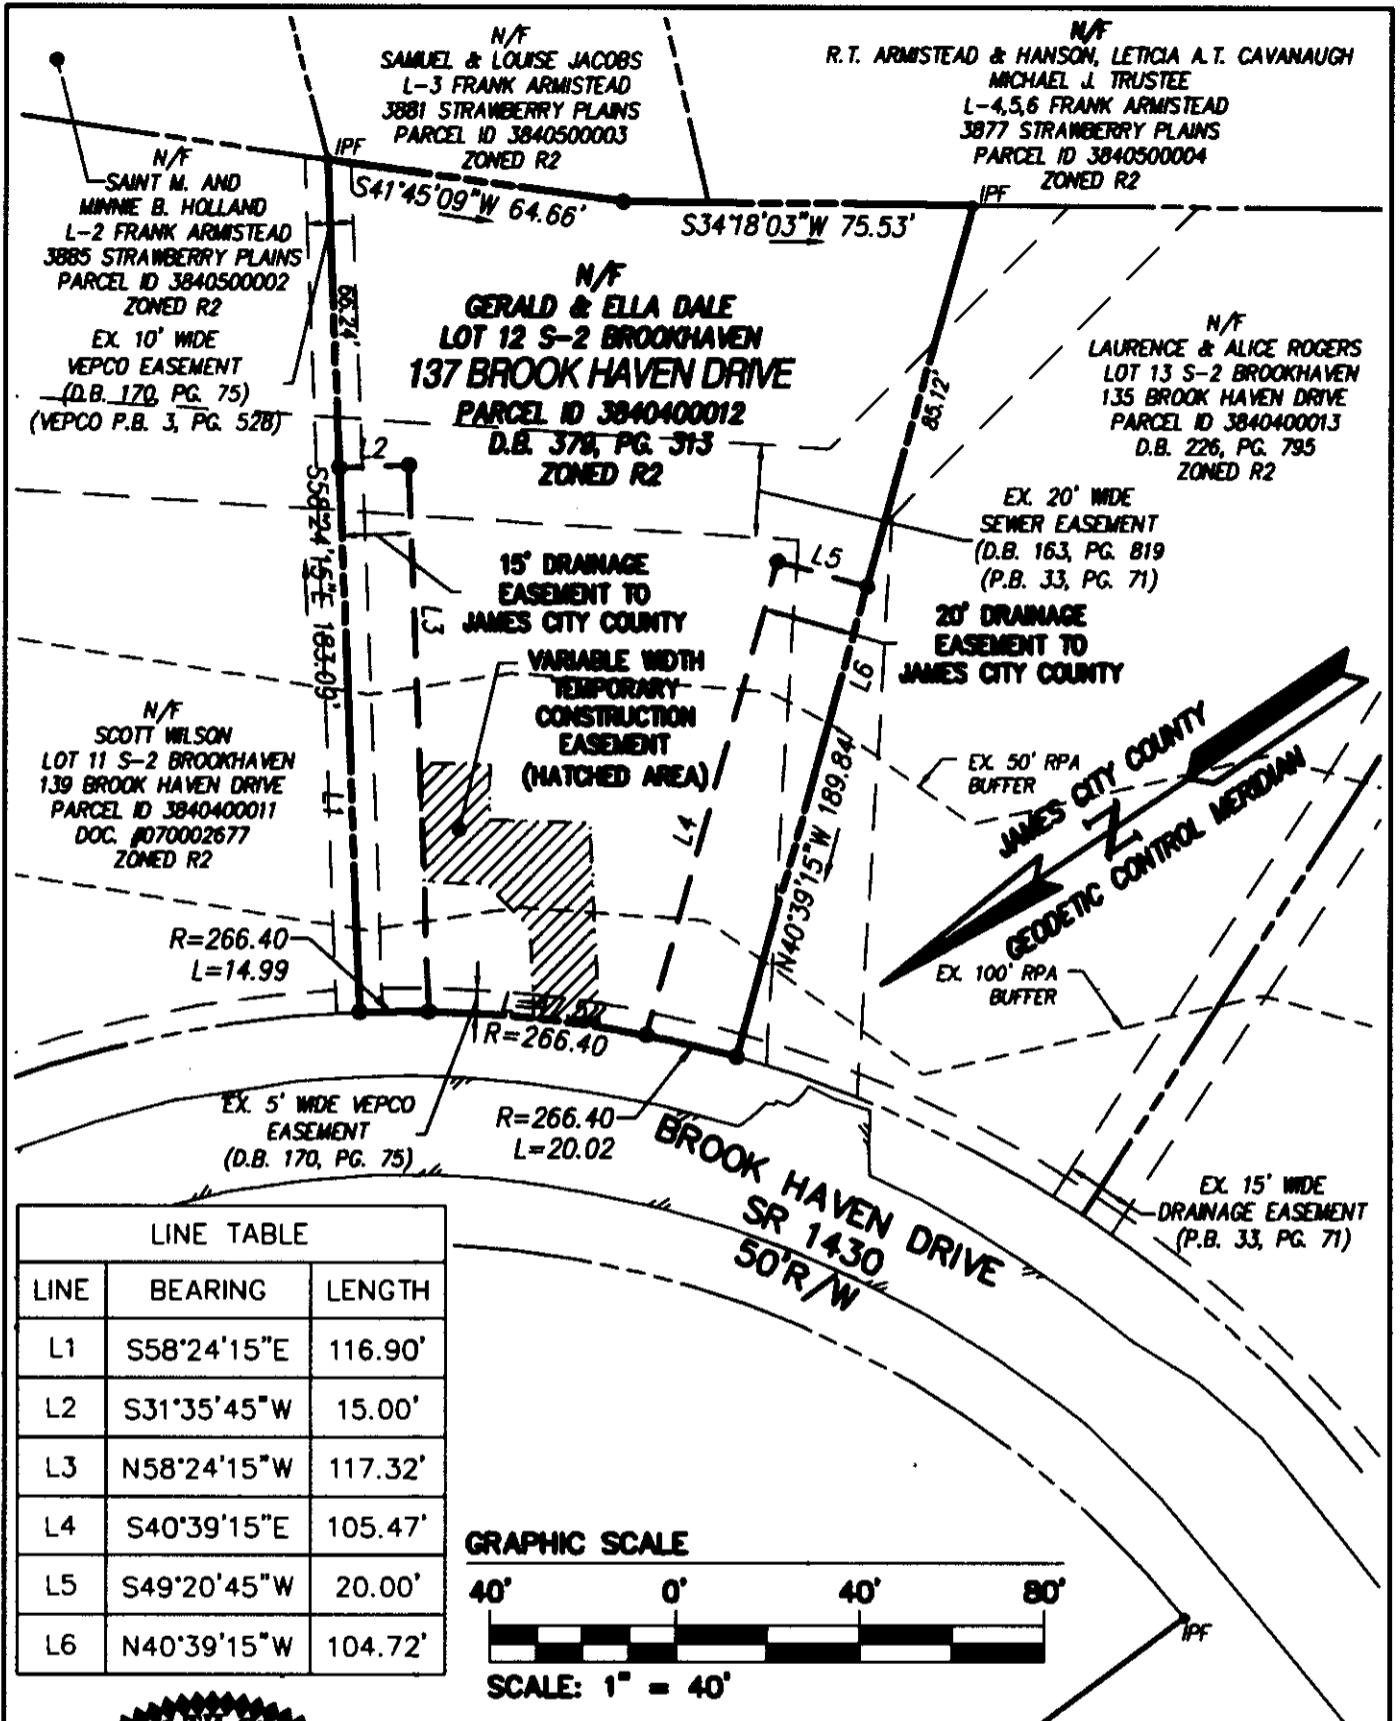 N/F
SAMUEL & LOUISE JACOBS
L-3 FRANK ARMISTEAD
3881 STRAWBERRY PLAINS
PARCEL ID 3840500003
ZONED R2
N/F
R.T. ARMISTEAD & HANSON, LETICIA A.T. CAVANAUGH
MICHAEL J. TRUSTEE
L-4,5,6 FRANK ARMISTEAD
3877 STRAWBERRY PLAINS
PARCEL ID 3840500004
ZONED R2
N/F
SAINT M. AND
MINNIE B. HOLLAND
L-2 FRANK ARMISTEAD
3885 STRAWBERRY PLAINS
PARCEL ID 3840500002
ZONED R2
IPF
S41°45'09"W 64.66'
S34°18'03"W 75.53'
IPF
EX. 10' WIDE
VEPCO EASEMENT
(D.B. 170, PG. 75)
(VEPCO P.B. 3, PG. 528)
66.24'
N/F
GERALD & ELLA DALE
LOT 12 S-2 BROOKHAVEN
137 BROOK HAVEN DRIVE
PARCEL ID 3840400012
D.B. 379, PG. 313
ZONED R2
85.12'
N/F
LAURENCE & ALICE ROGERS
LOT 13 S-2 BROOKHAVEN
135 BROOK HAVEN DRIVE
PARCEL ID 3840400013
D.B. 226, PG. 795
ZONED R2
L2
S58°24'15"E 183.09'
EX. 20' WIDE
SEWER EASEMENT
(D.B. 163, PG. 819
(P.B. 33, PG. 71)
15' DRAINAGE
EASEMENT TO
JAMES CITY COUNTY
L3
L5
20' DRAINAGE
EASEMENT TO
JAMES CITY COUNTY
L6
VARIABLE WIDTH
TEMPORARY
CONSTRUCTION
EASEMENT
(HATCHED AREA)
N/F
SCOTT WILSON
LOT 11 S-2 BROOKHAVEN
139 BROOK HAVEN DRIVE
PARCEL ID 3840400011
DOC. #070002677
ZONED R2
L1
L4
N40°39'15"W 189.84'
EX. 50' RPA
BUFFER
JAMES CITY COUNTY
GEODETIC CONTROL MERIDIAN
N
R=266.40
L=14.99
EX. 100' RPA
BUFFER
R=266.40
EX. 5' WIDE VEPCO
EASEMENT
(D.B. 170, PG. 75)
R=266.40
L=20.02
BROOK HAVEN DRIVE
SR 1430
50'R/W
EX. 15' WIDE
DRAINAGE EASEMENT
(P.B. 33, PG. 71)
LINE TABLE
LINE BEARING LENGTH
L1 S58°24'15"E 116.90'
L2 S31°35'45"W 15.00'
L3 N58°24'15"W 117.32'
L4 S40°39'15"E 105.47'
L5 S49°20'45"W 20.00'
L6 N40°39'15"W 104.72'
GRAPHIC SCALE
40' 0' 40' 80'
SCALE: 1" = 40'
IPF